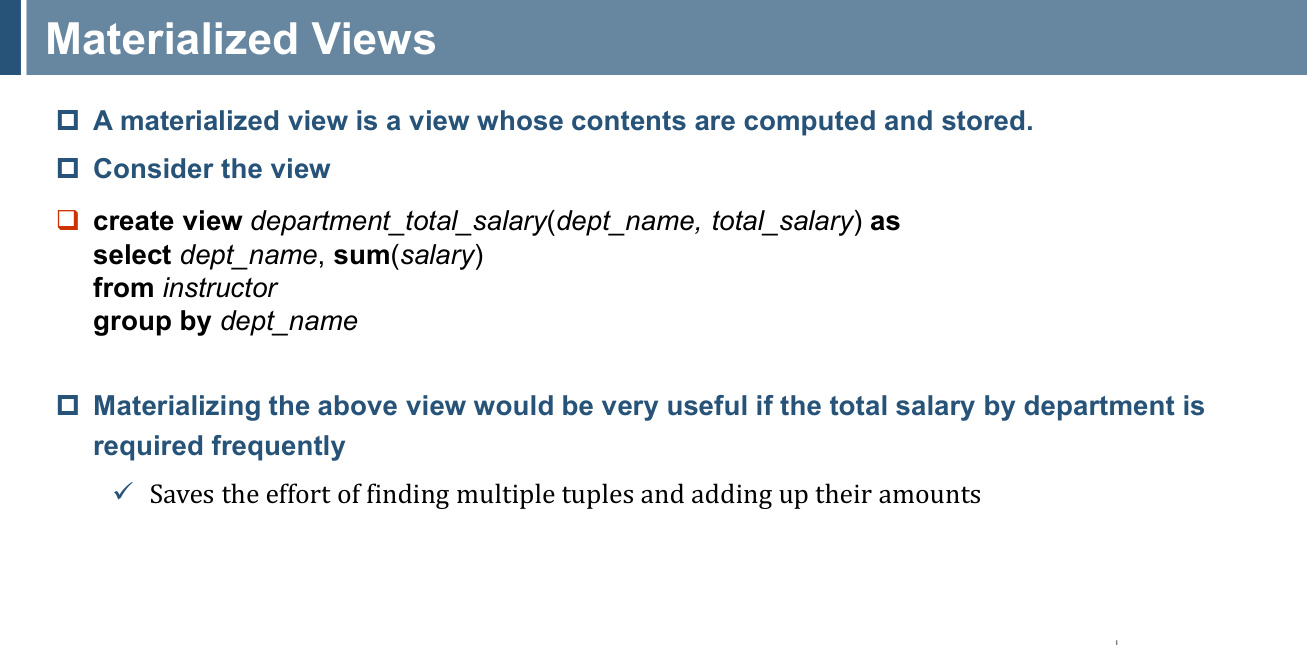 Materialized Views
A materialized view is a view whose contents are computed and stored.
Consider the view
create view department_total_salary(dept_name, total_salary) as
select dept_name, sum(salary)
from instructor
group by dept_name
Materializing the above view would be very useful if the total salary by department is
required frequently
Saves the effort of finding multiple tuples and adding up their amounts